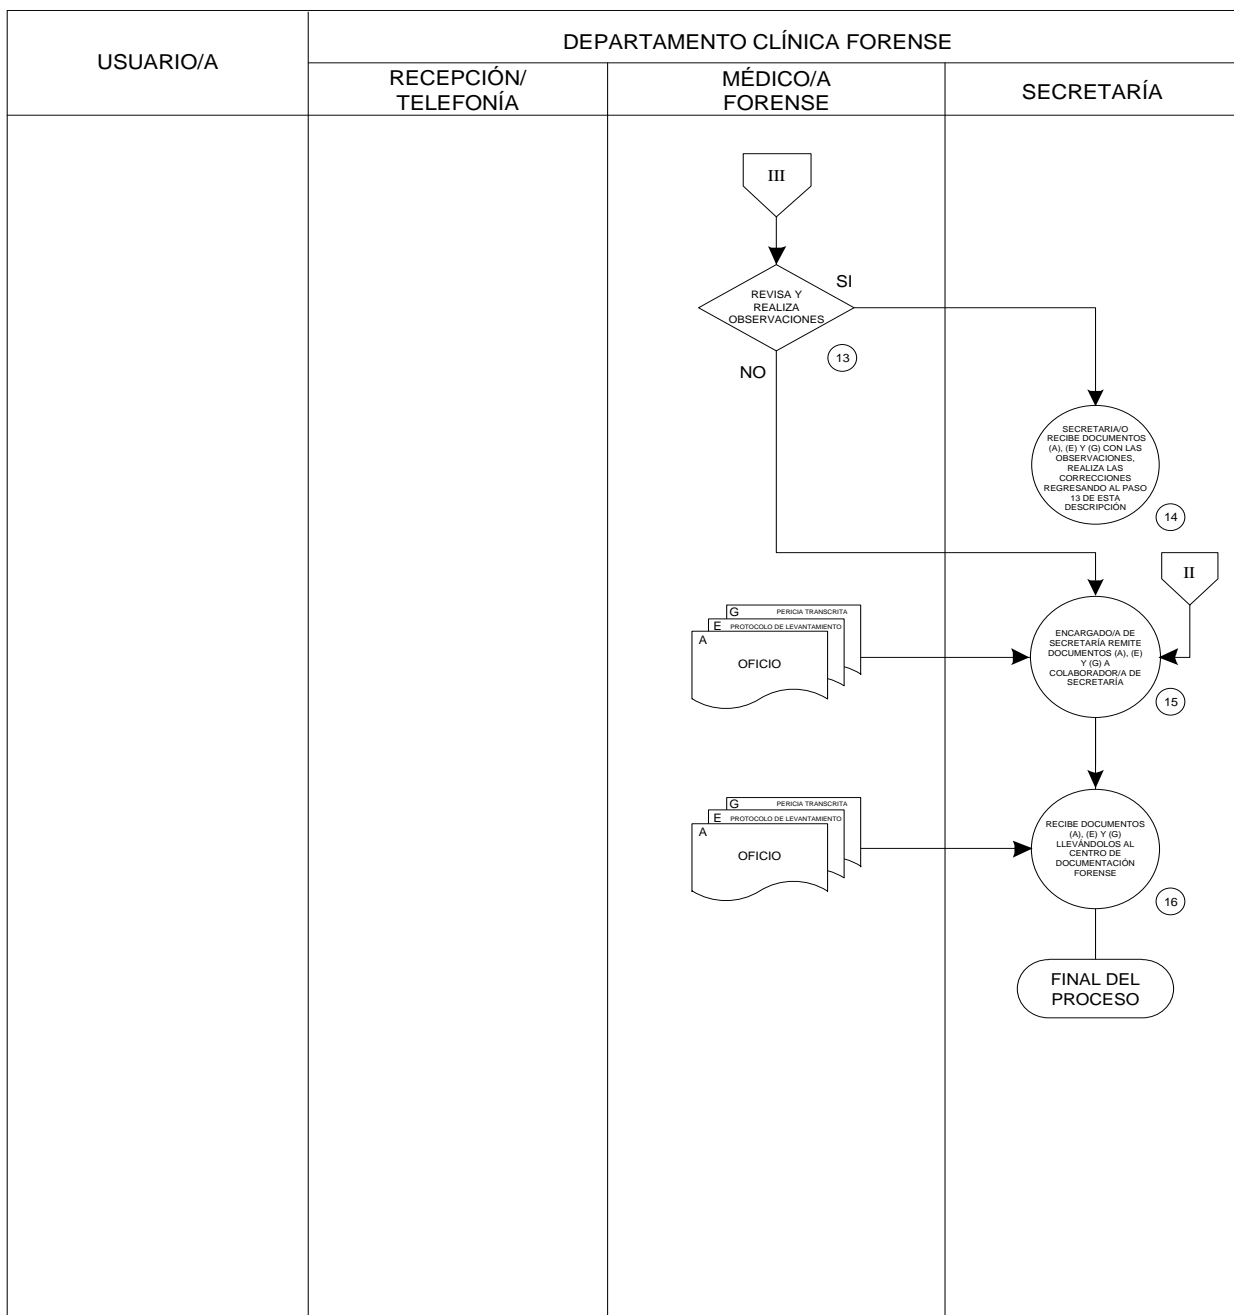 USUARIO/A
DEPARTAMENTO CLÍNICA FORENSE
RECEPCIÓN/
TELEFONÍA
MÉDICO/A
FORENSE
SECRETARÍA
III
REVISA Y
REALIZA
OBSERVACIONES
SI
13
NO
SECRETARIA/O
RECIBE DOCUMENTOS
(A), (E) Y (G) CON LAS
OBSERVACIONES,
REALIZA LAS
CORRECCIONES
REGRESANDO AL PASO
13 DE ESTA
DESCRIPCIÓN
14
II
G PERICIA TRANSCRITA
E PROTOCOLO DE LEVANTAMIENTO
A
OFICIO
ENCARGADO/A DE
SECRETARÍA REMITE
DOCUMENTOS (A), (E)
Y (G) A
COLABORADOR/A DE
SECRETARÍA
15
G PERICIA TRANSCRITA
E PROTOCOLO DE LEVANTAMIENTO
A
OFICIO
RECIBE DOCUMENTOS
(A), (E) Y (G)
LLEVÁNDOLOS AL
CENTRO DE
DOCUMENTACIÓN
FORENSE
16
FINAL DEL
PROCESO